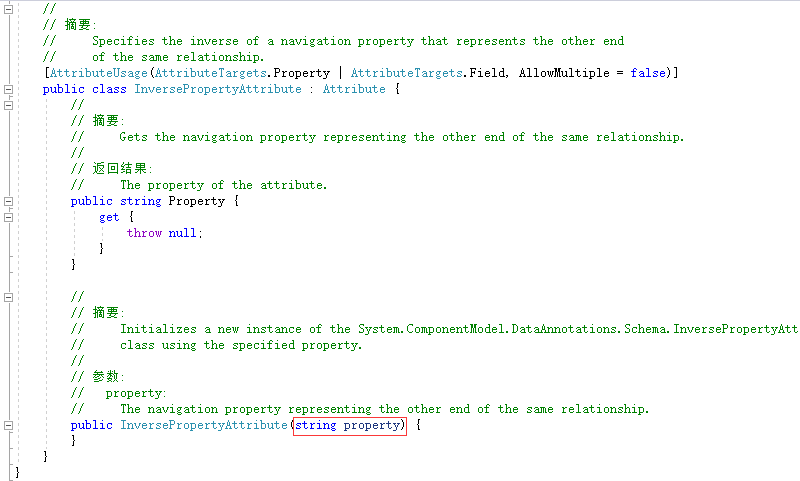 //
// 摘要:
//     Specifies the inverse of a navigation property that represents the other end
//     of the same relationship.
[AttributeUsage(AttributeTargets.Property | AttributeTargets.Field, AllowMultiple = false)]
public class InversePropertyAttribute : Attribute {
//
// 摘要:
//     Gets the navigation property representing the other end of the same relationship.
//
// 返回结果:
//     The property of the attribute.
public string Property {
get {
throw null;
}
}
//
// 摘要:
//     Initializes a new instance of the System.ComponentModel.DataAnnotations.Schema.InversePropertyAtt
//     class using the specified property.
//
// 参数:
//   property:
//     The navigation property representing the other end of the same relationship.
public InversePropertyAttribute(string property) {
}
}
}